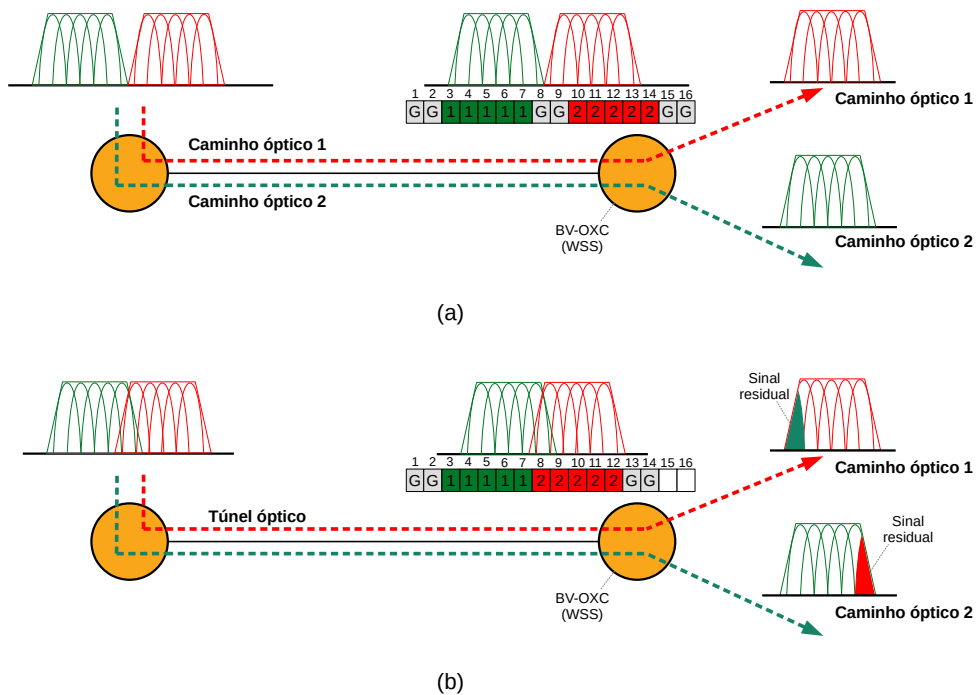 1 2 3 4 5 6 7 8 9 10 11 12 13 14 15 16
G G 1 1 1 1 1 G G 2 2 2 2 2 G G
Caminho óptico 1
Caminho óptico 1
Caminho óptico 2
BV-OXC
(WSS)
Caminho óptico 2
(a)
Sinal
residual
1 2 3 4 5 6 7 8 9 10 11 12 13 14 15 16
G G 1 1 1 1 1 2 2 2 2 2 G G
Caminho óptico 1
Túnel óptico
Sinal
residual
BV-OXC
(WSS)
Caminho óptico 2
(b)